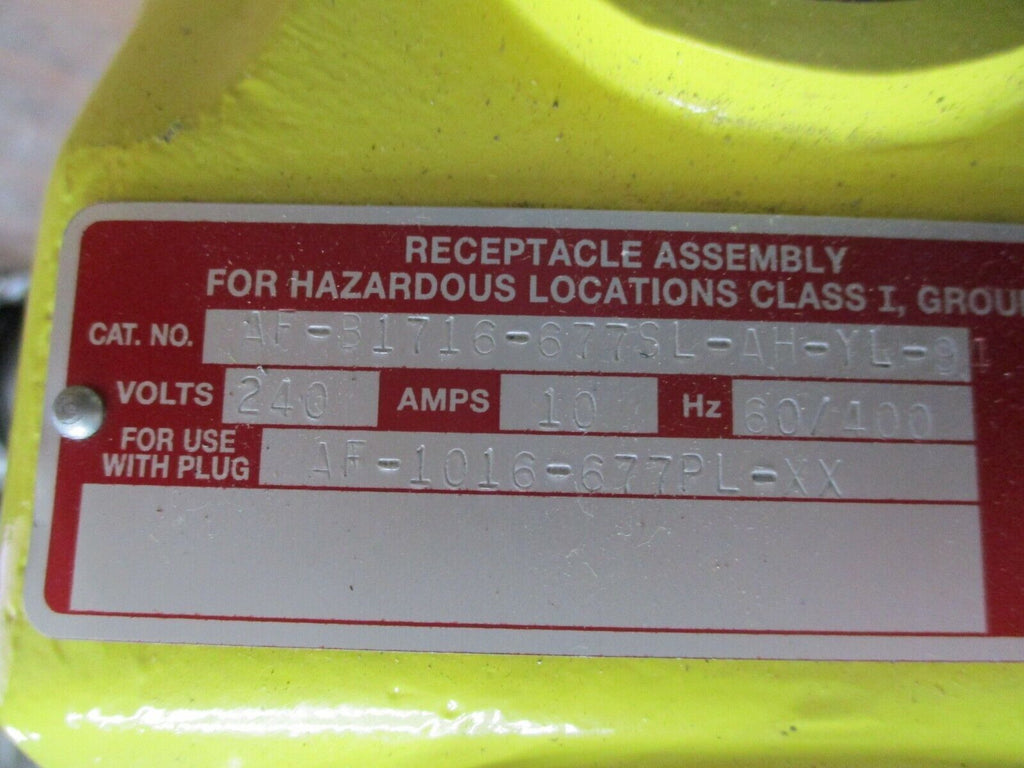 RECEPTACLE ASSEMBLY
FOR HAZARDOUS LOCATIONS CLASS I, GROU
CAT. NO. AF-B1716-677SL-AH-YL-94
VOLTS 240 AMPS 10 Hz 60/400
FOR USE
WITH PLUG AF-1016-677PL-XX